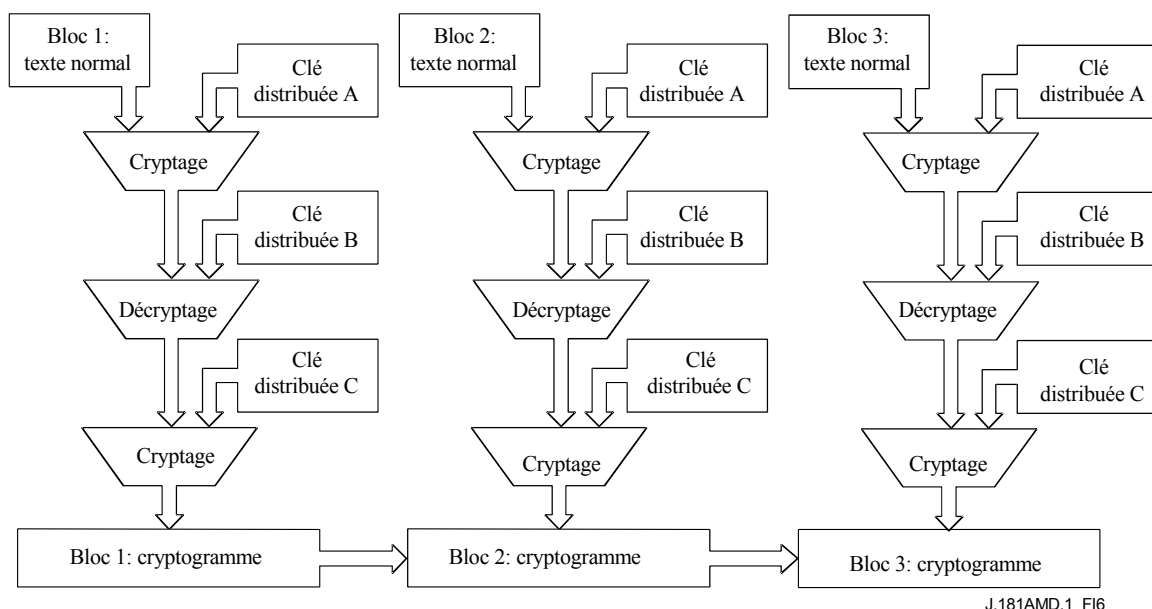 Bloc 1:
texte normal
Clé
distribuée A
Bloc 2:
texte normal
Clé
distribuée A
Bloc 3:
texte normal
Clé
distribuée A
Cryptage
Cryptage
Cryptage
Clé
distribuée B
Clé
distribuée B
Clé
distribuée B
Décryptage
Décryptage
Décryptage
Clé
distribuée C
Clé
distribuée C
Clé
distribuée C
Cryptage
Cryptage
Cryptage
Bloc 1: cryptogramme
Bloc 2: cryptogramme
Bloc 3: cryptogramme
J.181AMD.1_FI6